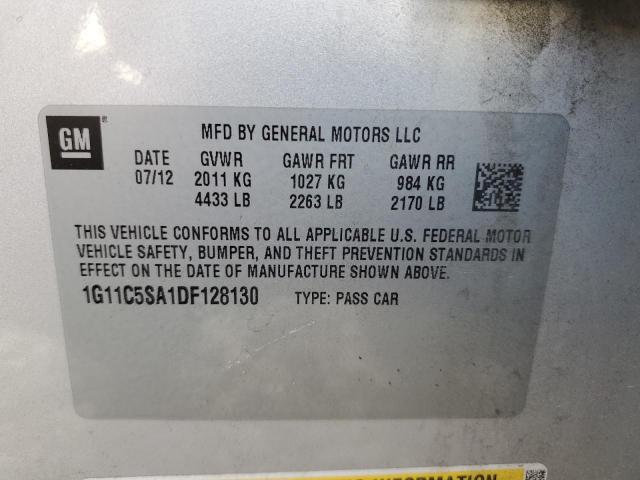 GM
MFD BY GENERAL MOTORS LLC
DATE GVWR GAWR FRT GAWR RR
07/12 2011 KG 1027 KG 984 KG
4433 LB 2263 LB 2170 LB
THIS VEHICLE CONFORMS TO ALL APPLICABLE U.S. FEDERAL MOTOR
VEHICLE SAFETY, BUMPER, AND THEFT PREVENTION STANDARDS IN
EFFECT ON THE DATE OF MANUFACTURE SHOWN ABOVE.
1G11C5SA1DF128130 TYPE: PASS CAR
INFORMATION